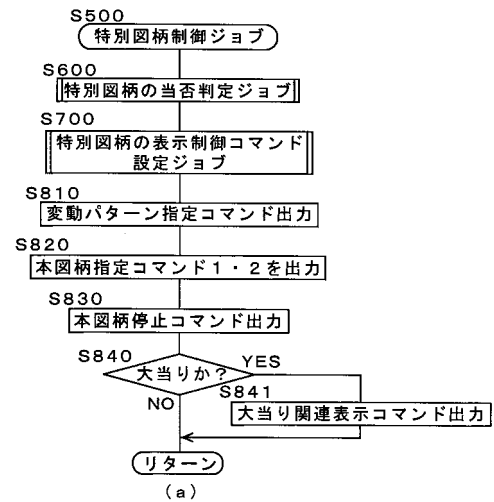 S500
特別図柄制御ジョブ
S600
特別図柄の当否判定ジョブ
S700
特別図柄の表示制御コマンド
設定ジョブ
S810
変動パターン指定コマンド出力
S820
本図柄指定コマンド1・2を出力
S830
本図柄停止コマンド出力
S840
大当りか?
YES
S841
NO
大当り関連表示コマンド出力
リターン
(a)